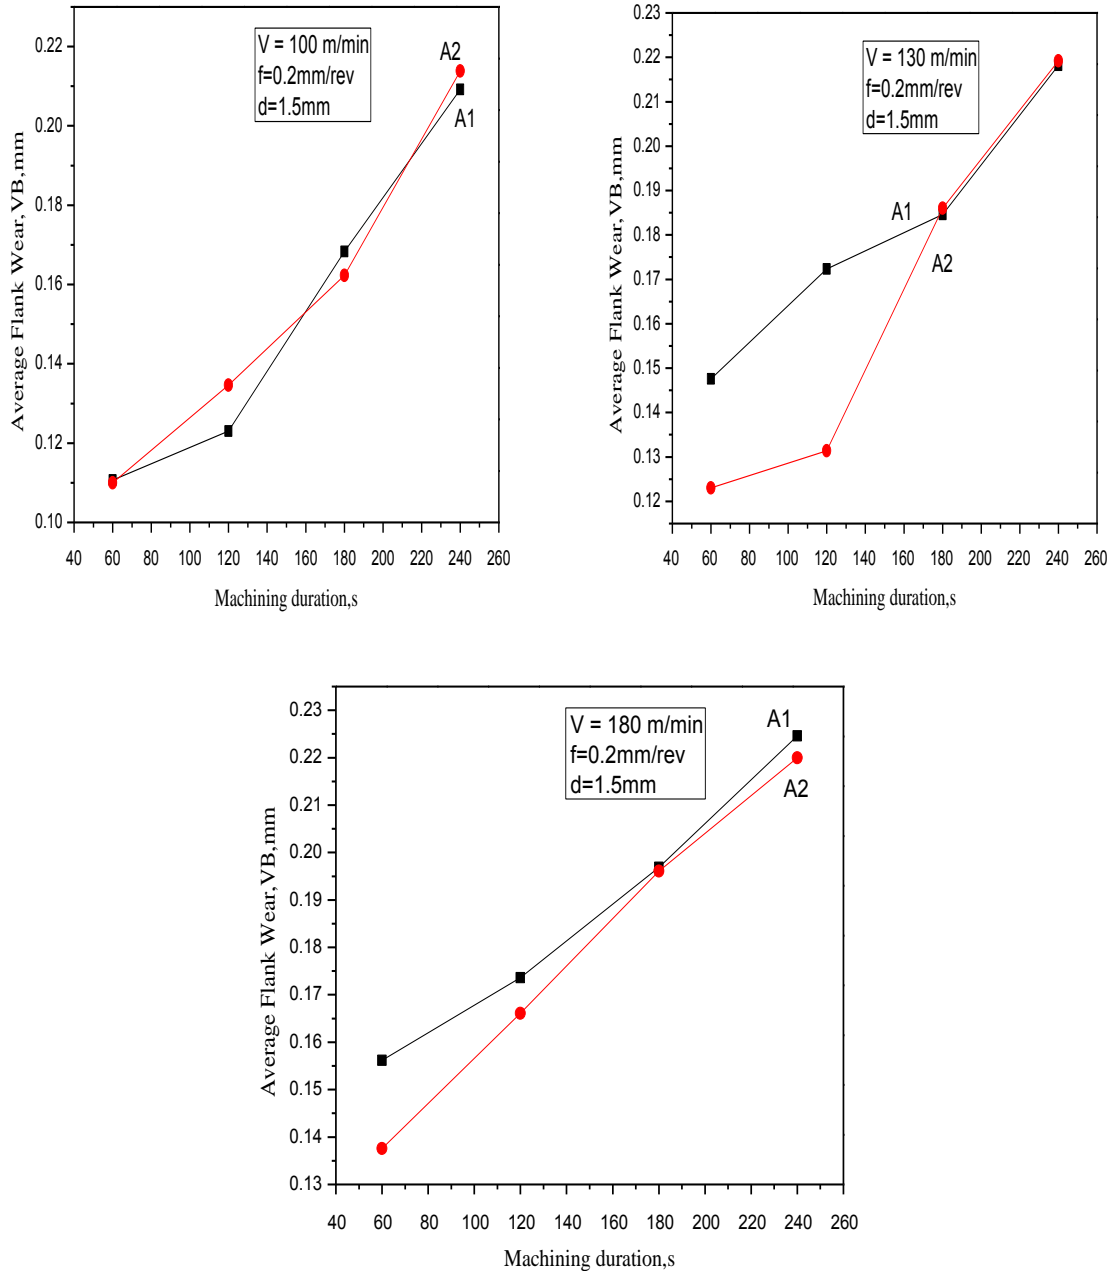 V = 100 m/min
f=0.2mm/rev
d=1.5mm
A2
A1
0.22
0.20
0.18
0.16
0.14
0.12
0.10
Average Flank Wear,VB,mm
40 60 80 100 120 140 160 180 200 220 240 260
Machining duration,s
V = 130 m/min
f=0.2mm/rev
d=1.5mm
A1
A2
0.23
0.22
0.21
0.20
0.19
0.18
0.17
0.16
0.15
0.14
0.13
0.12
Average Flank Wear,VB,mm
40 60 80 100 120 140 160 180 200 220 240 260
Machining duration,s
V = 180 m/min
f=0.2mm/rev
d=1.5mm
A1
A2
0.23
0.22
0.21
0.20
0.19
0.18
0.17
0.16
0.15
0.14
0.13
Average Flank Wear,VB,mm
40 60 80 100 120 140 160 180 200 220 240 260
Machining duration,s